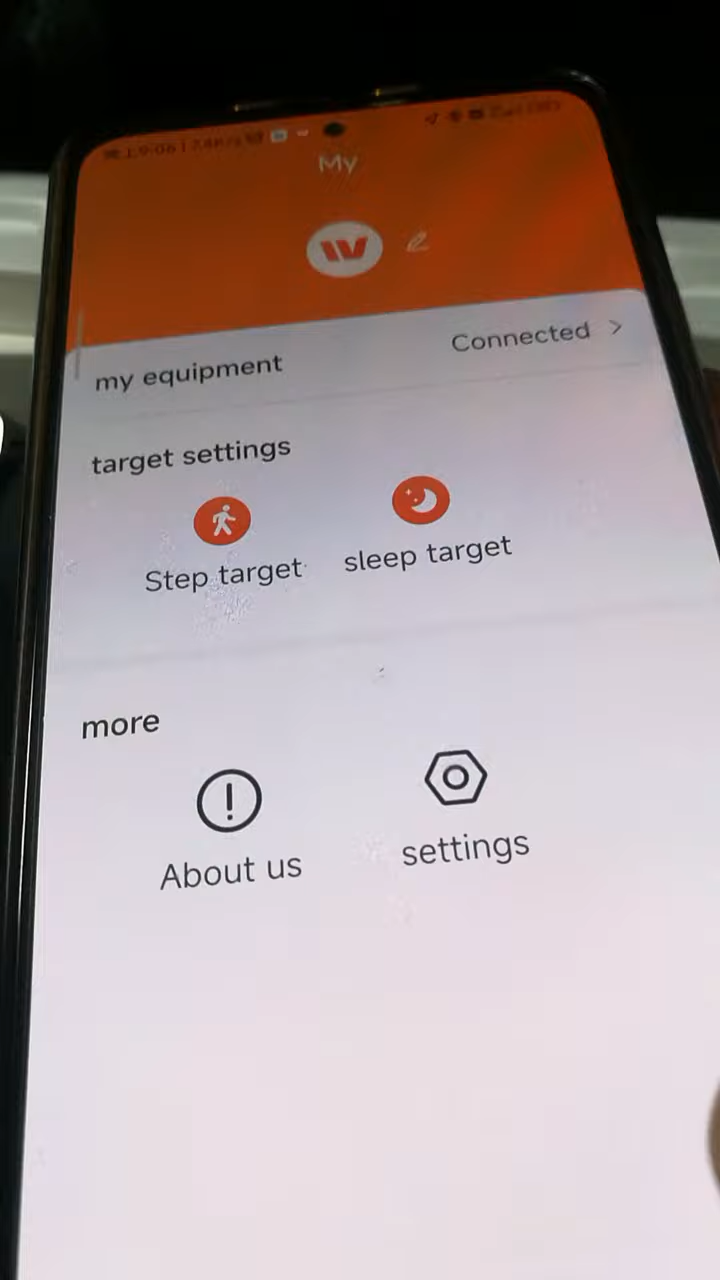 My
my equipment Connected >
target settings
Step target sleep target
more
About us settings